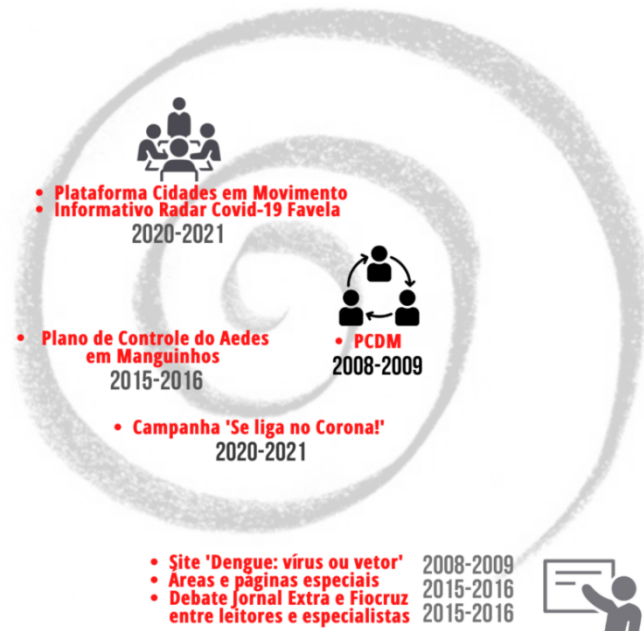 • Plataforma Cidades em Movimento
• Informativo Radar Covid-19 Favela
2020-2021
• Plano de Controle do Aedes
em Manguinhos
2015-2016
• PCDM
2008-2009
• Campanha 'Se liga no Corona!'
2020-2021
• Site 'Dengue: vírus ou vetor' 2008-2009
• Áreas e páginas especiais 2015-2016
• Debate Jornal Extra e Fiocruz
entre leitores e especialistas 2015-2016